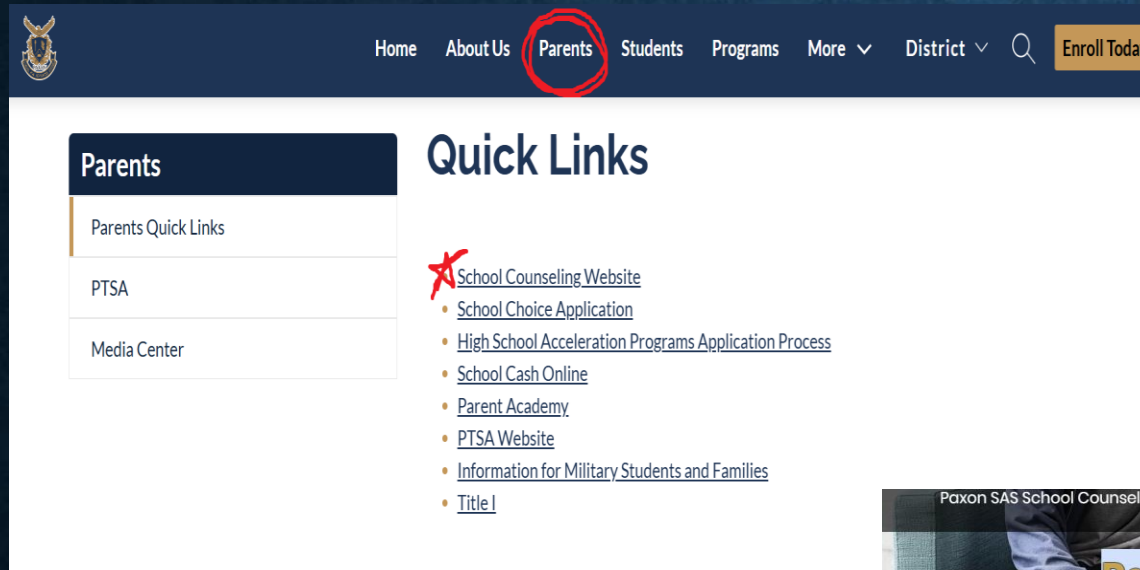 Home About Us Parents Students Programs More District Enroll Toda
Parents
Parents Quick Links
PTSA
Media Center
Quick Links
School Counseling Website
School Choice Application
High School Acceleration Programs Application Process
School Cash Online
Parent Academy
PTSA Website
Information for Military Students and Families
Title I
Paxon SAS School Counsel